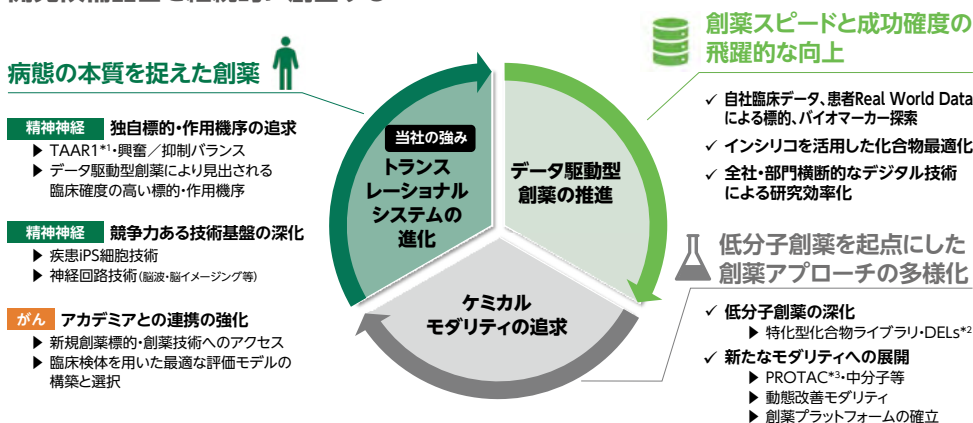 病態の本質を捉えた創薬
精神神経 独自標的・作用機序の追求
▶ TAAR1*1・興奮／抑制バランス
▶ データ駆動型創薬により見出される
臨床確度の高い標的・作用機序
精神神経 競争力ある技術基盤の深化
▶ 疾患iPS細胞技術
▶ 神経回路技術(脳波・脳イメージング等)
がん アカデミアとの連携の強化
▶ 新規創薬標的・創薬技術へのアクセス
▶ 臨床検体を用いた最適な評価モデルの
構築と選択
当社の強み
トランス
レーショナル
システムの
進化
データ駆動型
創薬の推進
ケミカル
モダリティの追求
創薬スピードと成功確度の
飛躍的な向上
✓ 自社臨床データ、患者Real World Data
による標的、バイオマーカー探索
✓ インシリコを活用した化合物最適化
✓ 全社・部門横断的なデジタル技術
による研究効率化
低分子創薬を起点にした
創薬アプローチの多様化
✓ 低分子創薬の深化
▶ 特化型化合物ライブラリ・DELs*2
✓ 新たなモダリティへの展開
▶ PROTAC*3・中分子等
▶ 動態改善モダリティ
▶ 創薬プラットフォームの確立